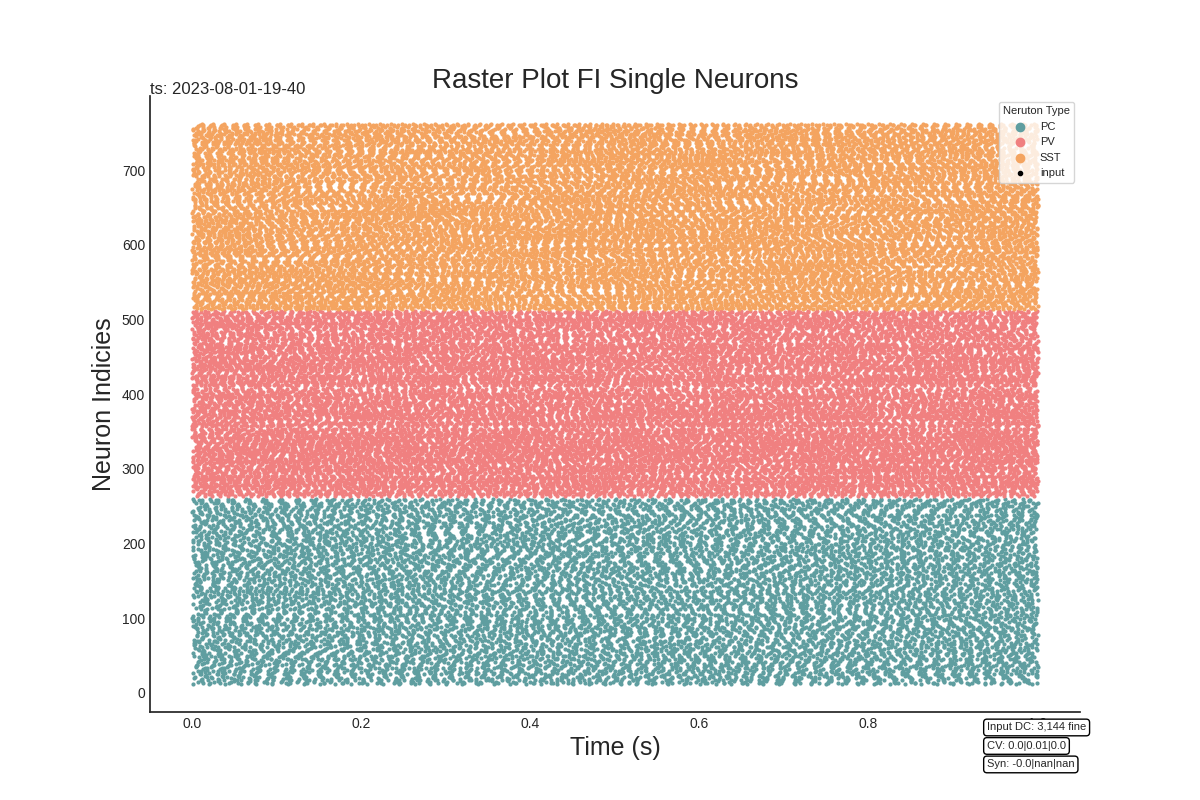 Raster Plot FI Single Neurons
ts: 2023-08-01-19-40
Neruton Type
PC
PV
SST
input
Neuron Indicies
700
600
500
400
300
200
100
0
0.0 0.2 0.4 0.6 0.8
Time (s)
Input DC: 3,144 fine
CV: 0.0|0.01|0.0
Syn: -0.0|nan|nan